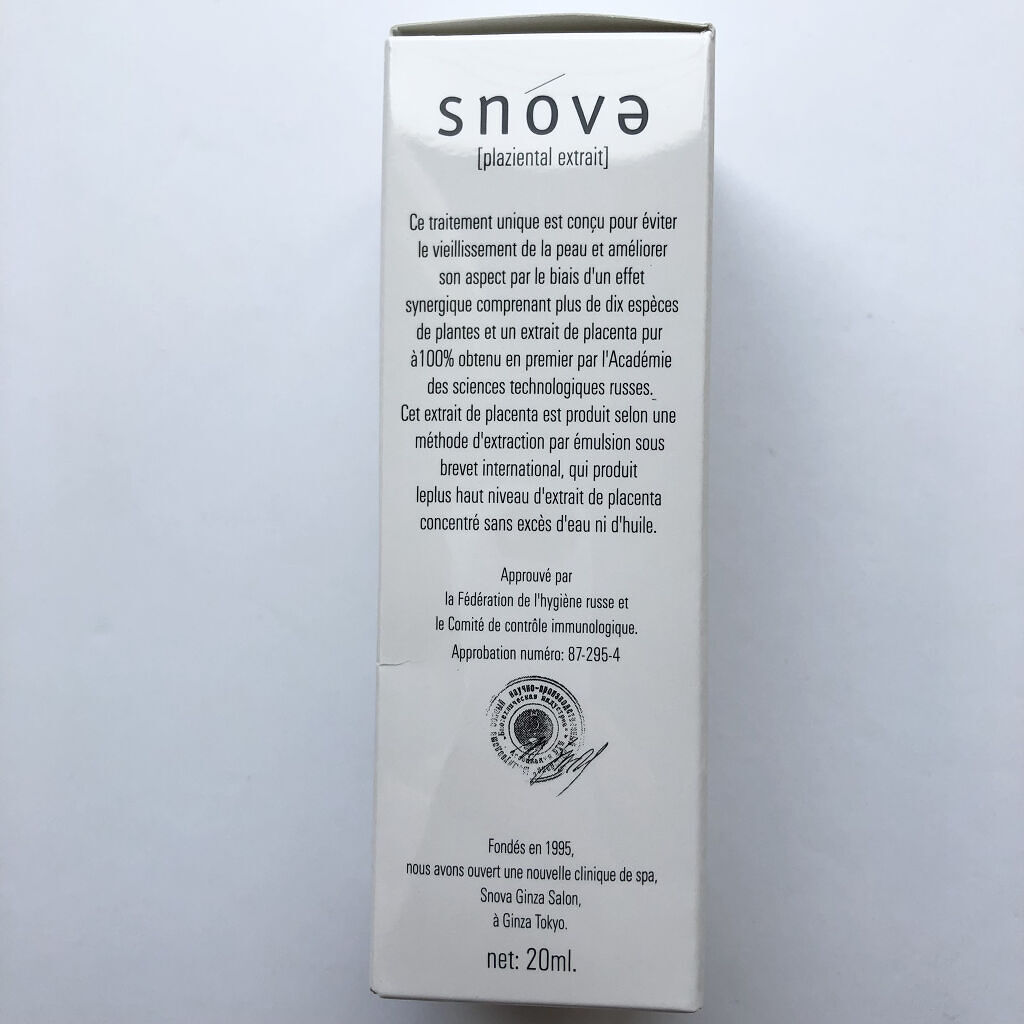 snóvə
[plaziental extrait]
Ce traitement unique est conçu pour éviter
le vieillissement de la peau et améliorer
son aspect par le biais d'un effet
synergique comprenant plus de dix espèces
de plantes et un extrait de placenta pur
à100% obtenu en premier par l'Académie
des sciences technologiques russes.
Cet extrait de placenta est produit selon une
méthode d'extraction par émulsion sous
brevet international, qui produit
leplus haut niveau d'extrait de placenta
concentré sans excès d'eau ni d'huile.
Approuvé par
la Fédération de l'hygiène russe et
le Comité de contrôle immunologique.
Approbation numéro: 87-295-4
научно-производственный
индустрия
Fondés en 1995,
nous avons ouvert une nouvelle clinique de spa,
Snova Ginza Salon,
à Ginza Tokyo.
net: 20ml.